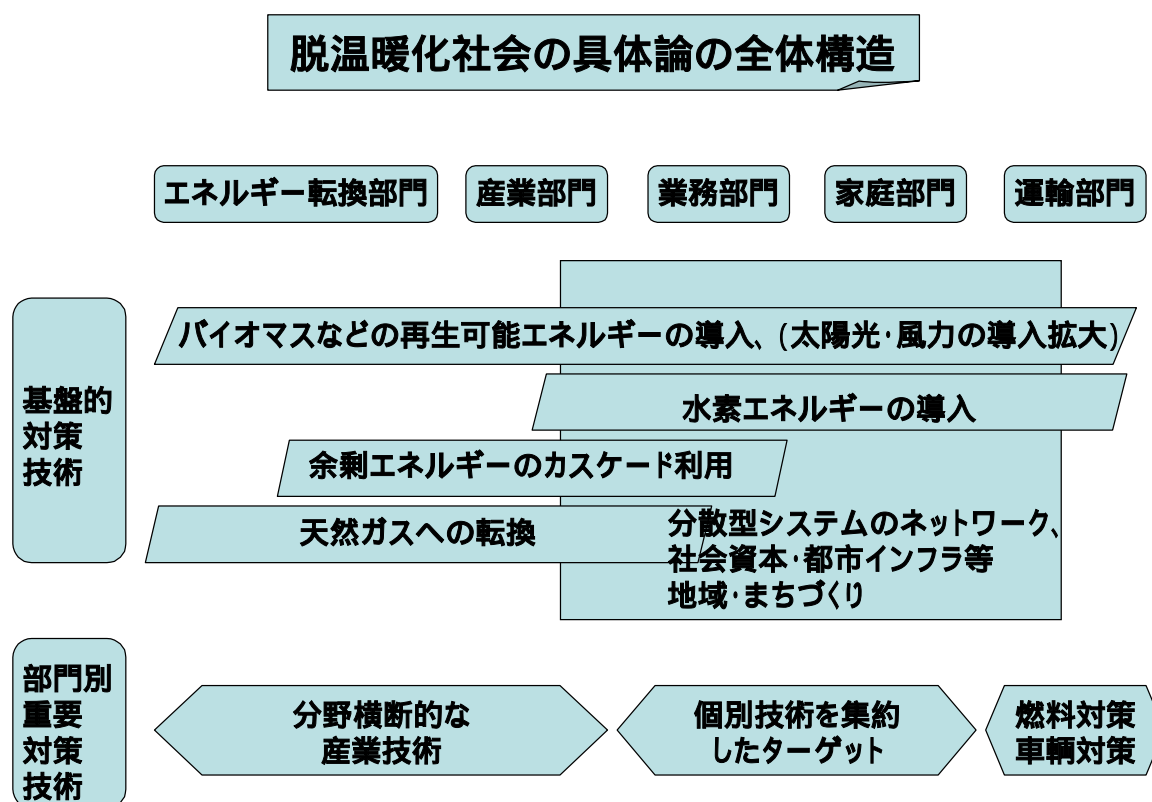 脱温暖化社会の具体論の全体構造
エネルギー転換部門
産業部門
業務部門
家庭部門
運輸部門
基盤的
対策
技術
バイオマスなどの再生可能エネルギーの導入、(太陽光・風力の導入拡大)
水素エネルギーの導入
余剰エネルギーのカスケード利用
天然ガスへの転換
分散型システムのネットワーク、
社会資本・都市インフラ等
地域・まちづくり
部門別
重要
対策
技術
分野横断的な
産業技術
個別技術を集約
したターゲット
燃料対策
車輌対策